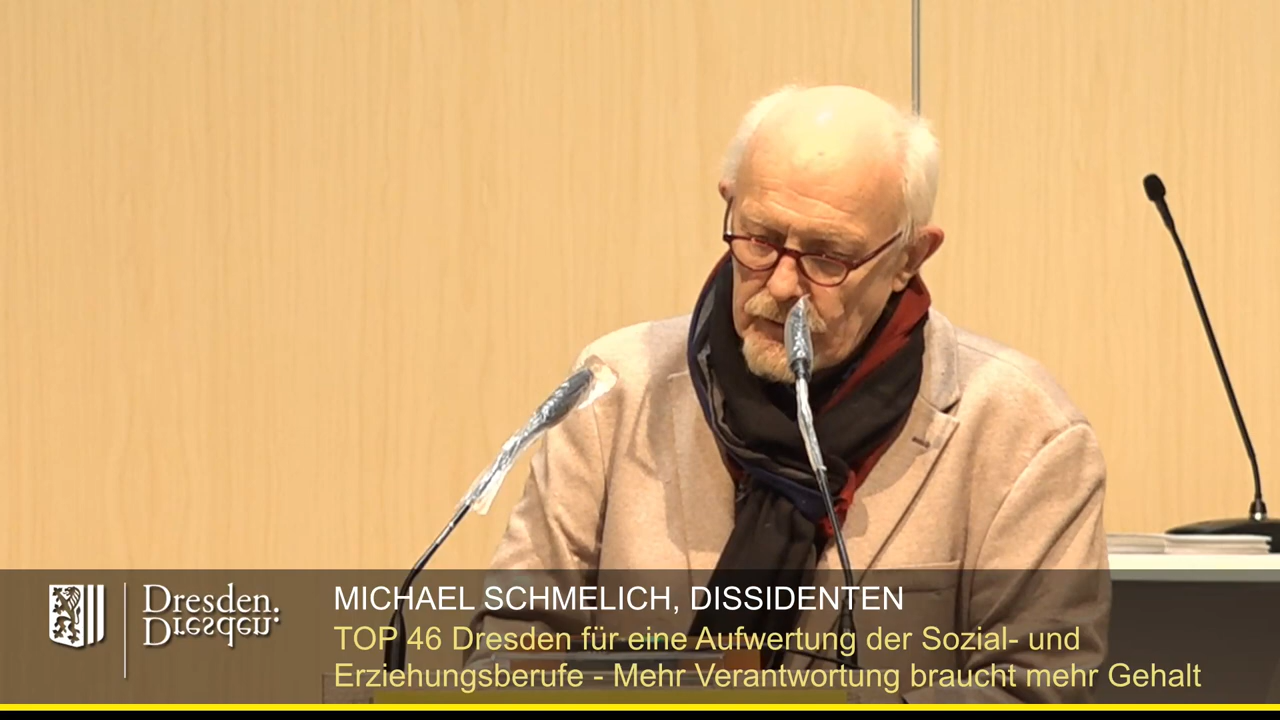 Dresden.
Dresden.
MICHAEL SCHMELICH, DISSIDENTEN
TOP 46 Dresden für eine Aufwertung der Sozial- und
Erziehungsberufe - Mehr Verantwortung braucht mehr Gehalt